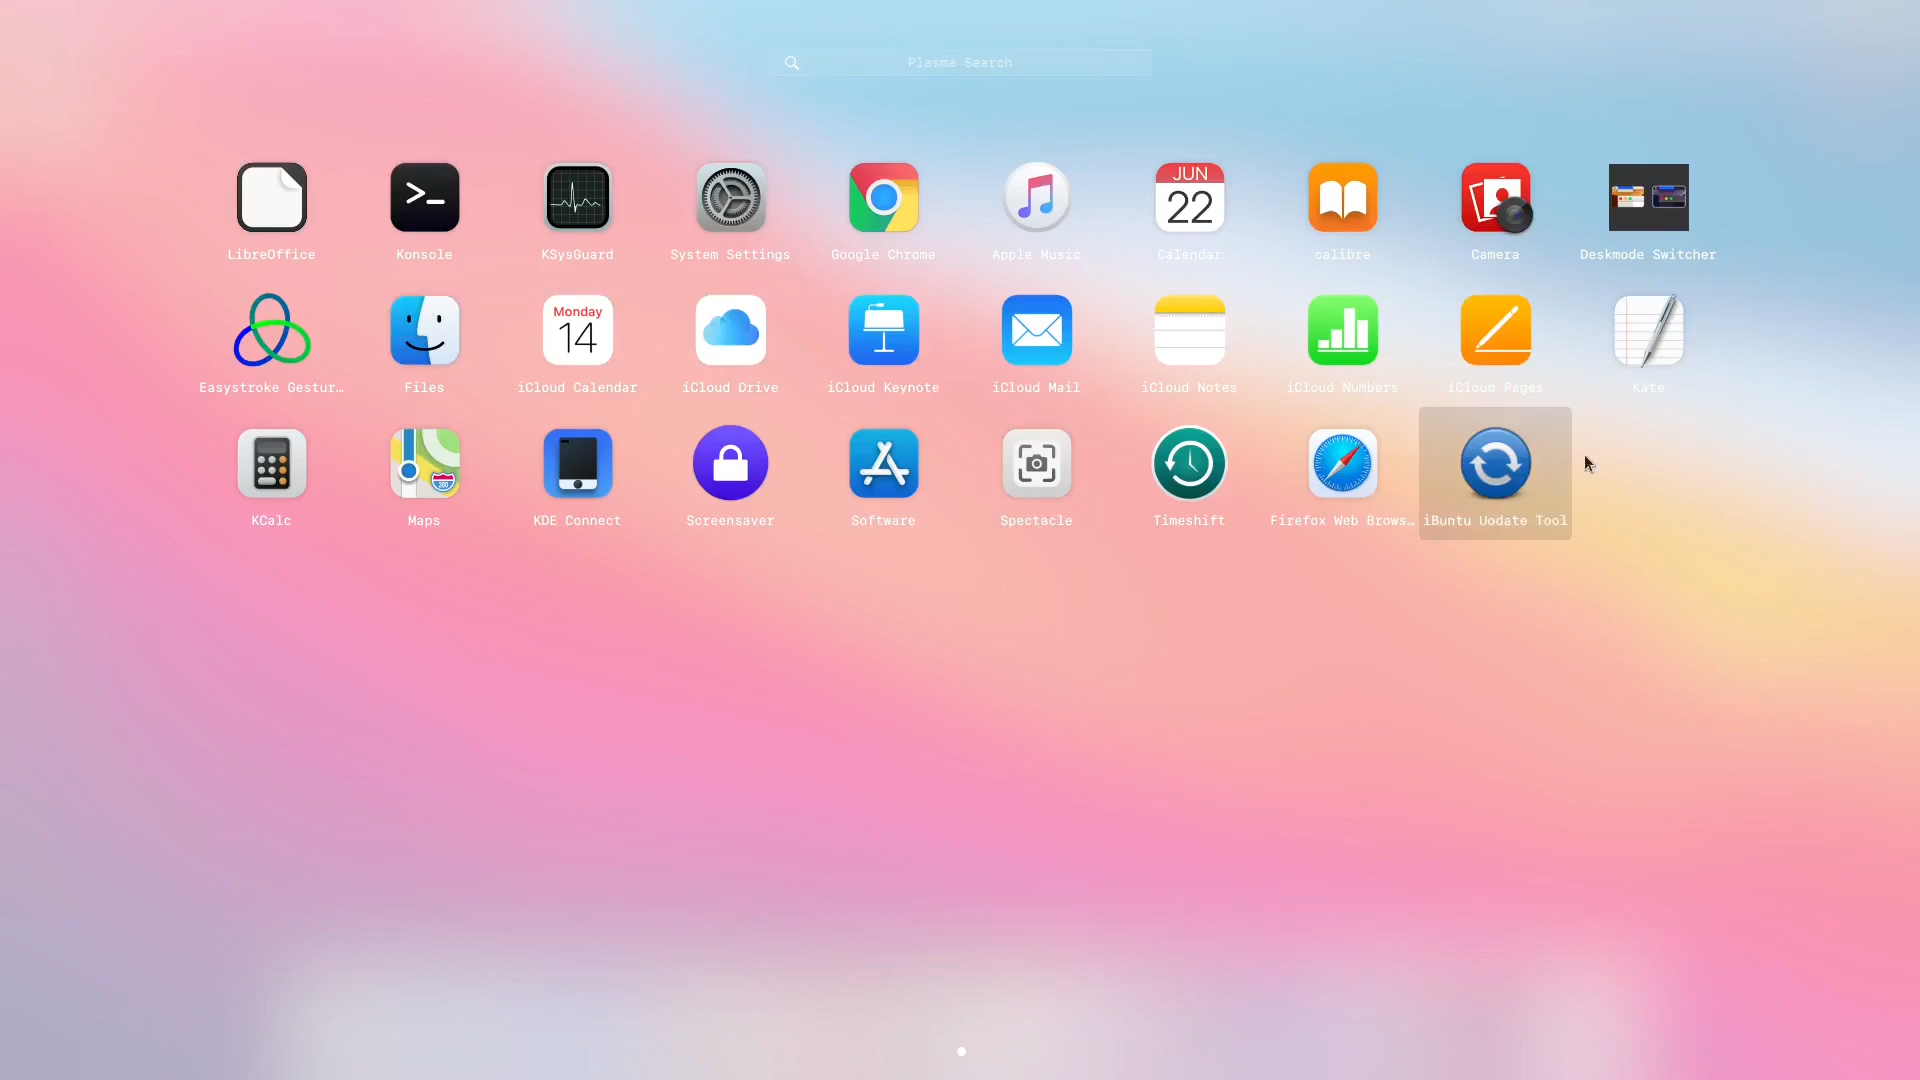 Plasma Search
LibreOffice
Konsole
KSysGuard
System Settings
Google Chrome
Apple Music
JUN
22
Calendar
calibre
Camera
Deskmode Switcher
Easystroke Gestur…
Files
Monday
14
iCloud Calendar
iCloud Drive
iCloud Keynote
iCloud Mail
iCloud Notes
iCloud Numbers
iCloud Pages
Kate
KCalc
280
Maps
KDE Connect
Screensaver
Software
Spectacle
Timeshift
Firefox Web Brows…
iBuntu Uodate Tool